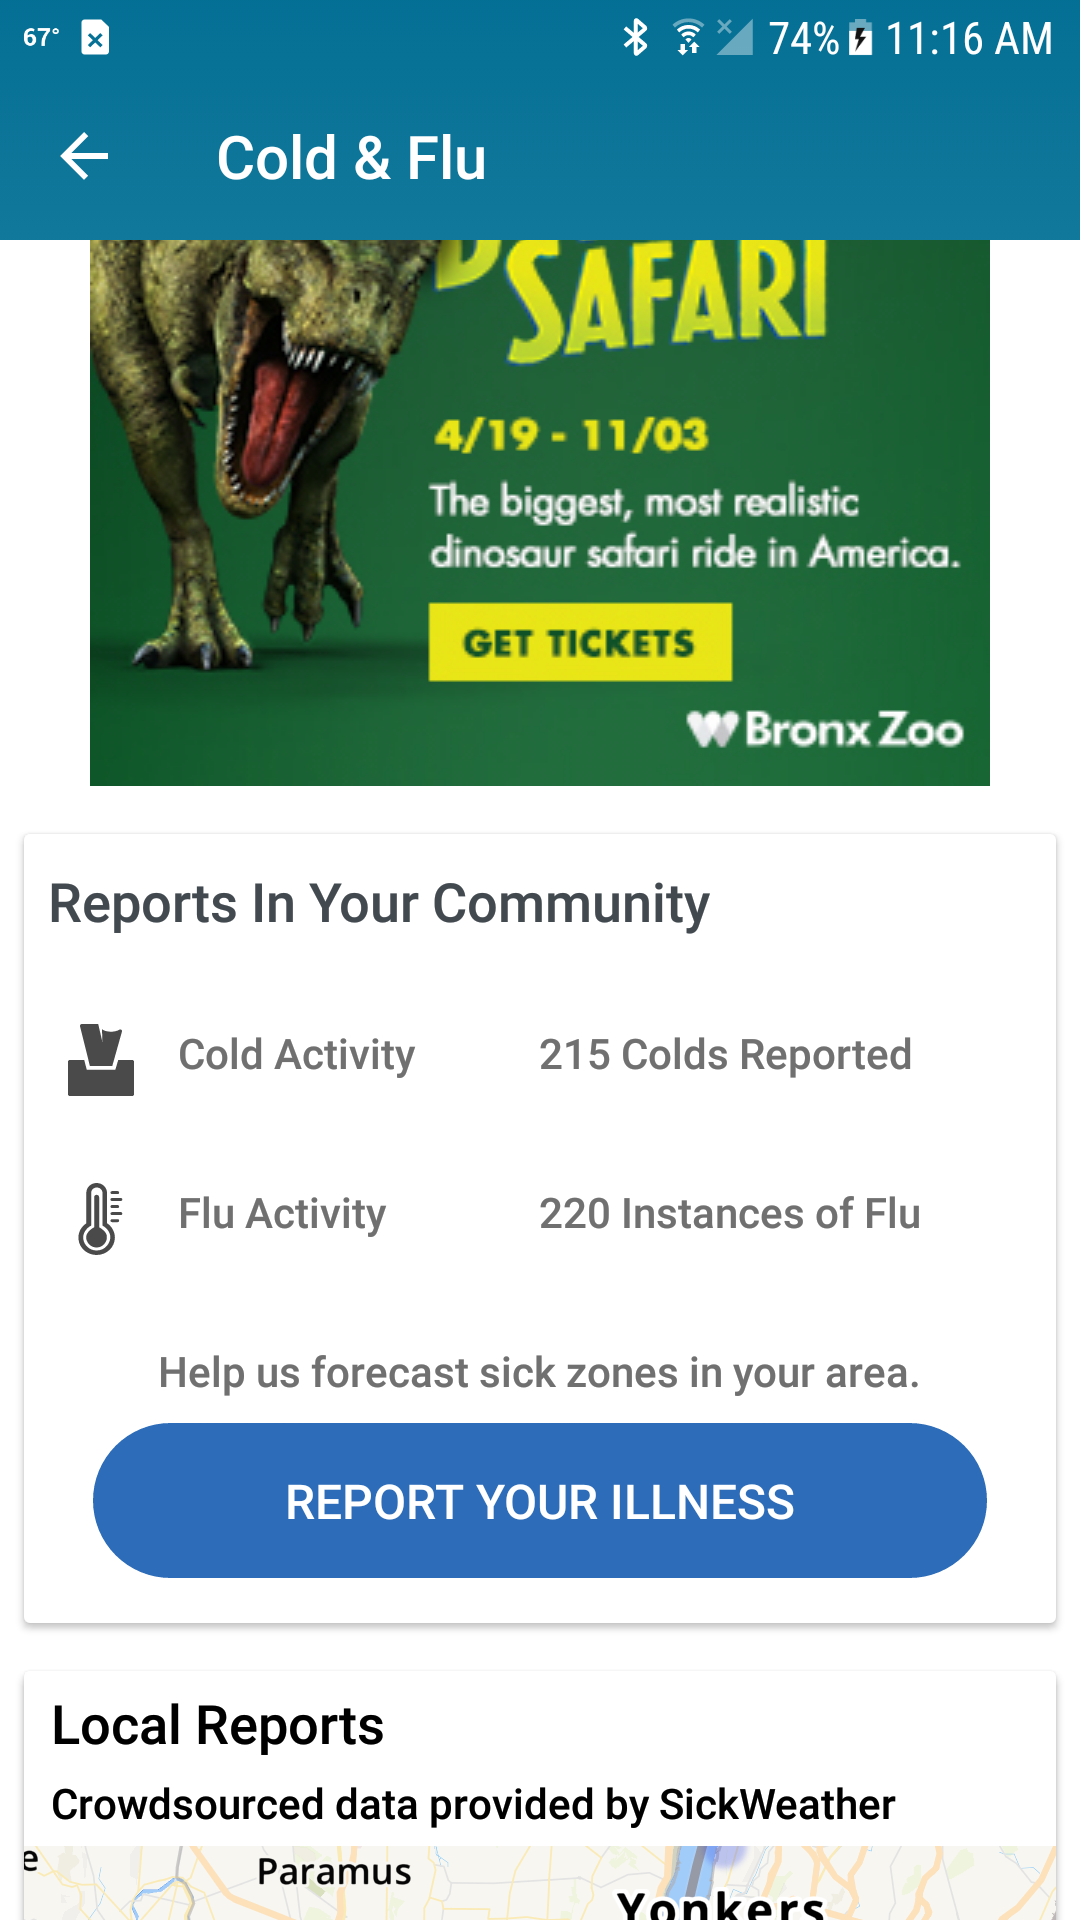 67°
74% 11:16 AM
Cold & Flu
SAFARI
4/19 - 11/03
The biggest, most realistic
dinosaur safari ride in America.
GET TICKETS
Bronx Zoo
Reports In Your Community
Cold Activity 215 Colds Reported
Flu Activity 220 Instances of Flu
Help us forecast sick zones in your area.
REPORT YOUR ILLNESS
Local Reports
Crowdsourced data provided by SickWeather
e
Paramus
Yonkers